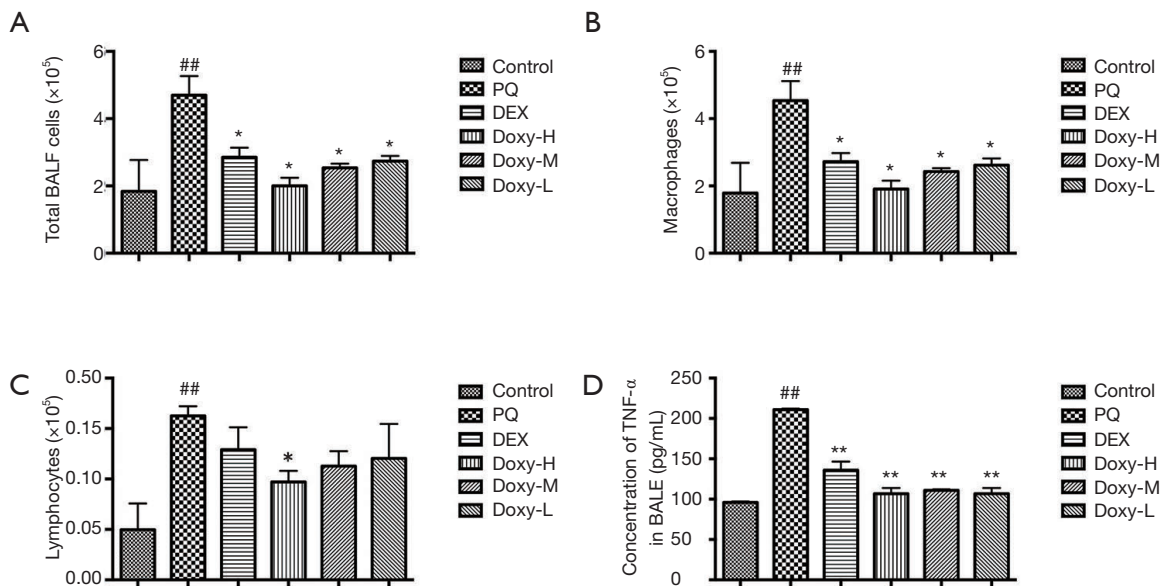 A
Total BALF cells (×10⁵)
6
4
2
0
##
*
*
*
*
Control
PQ
DEX
Doxy-H
Doxy-M
Doxy-L
B
Macrophages (×10⁵)
6
4
2
0
##
*
*
*
*
Control
PQ
DEX
Doxy-H
Doxy-M
Doxy-L
C
Lymphocytes (×10⁵)
0.50
0.15
0.10
0.05
0.00
##
*
Control
PQ
DEX
Doxy-H
Doxy-M
Doxy-L
D
Concentration of TNF-α
in BALE (pg/mL)
250
200
150
100
50
0
##
**
**
**
**
Control
PQ
DEX
Doxy-H
Doxy-M
Doxy-L